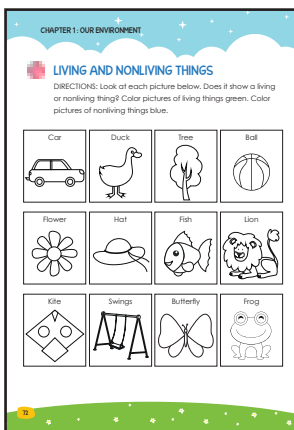 CHAPTER 1 : OUR ENVIRONMENT
LIVING AND NONLIVING THINGS
DIRECTIONS: Look at each picture below. Does it show a living
or nonliving thing? Color pictures of living things green. Color
pictures of nonliving things blue.
Car Duck Tree Ball
Flower Hat Fish Lion
Kite Swings Butterfly Frog
72